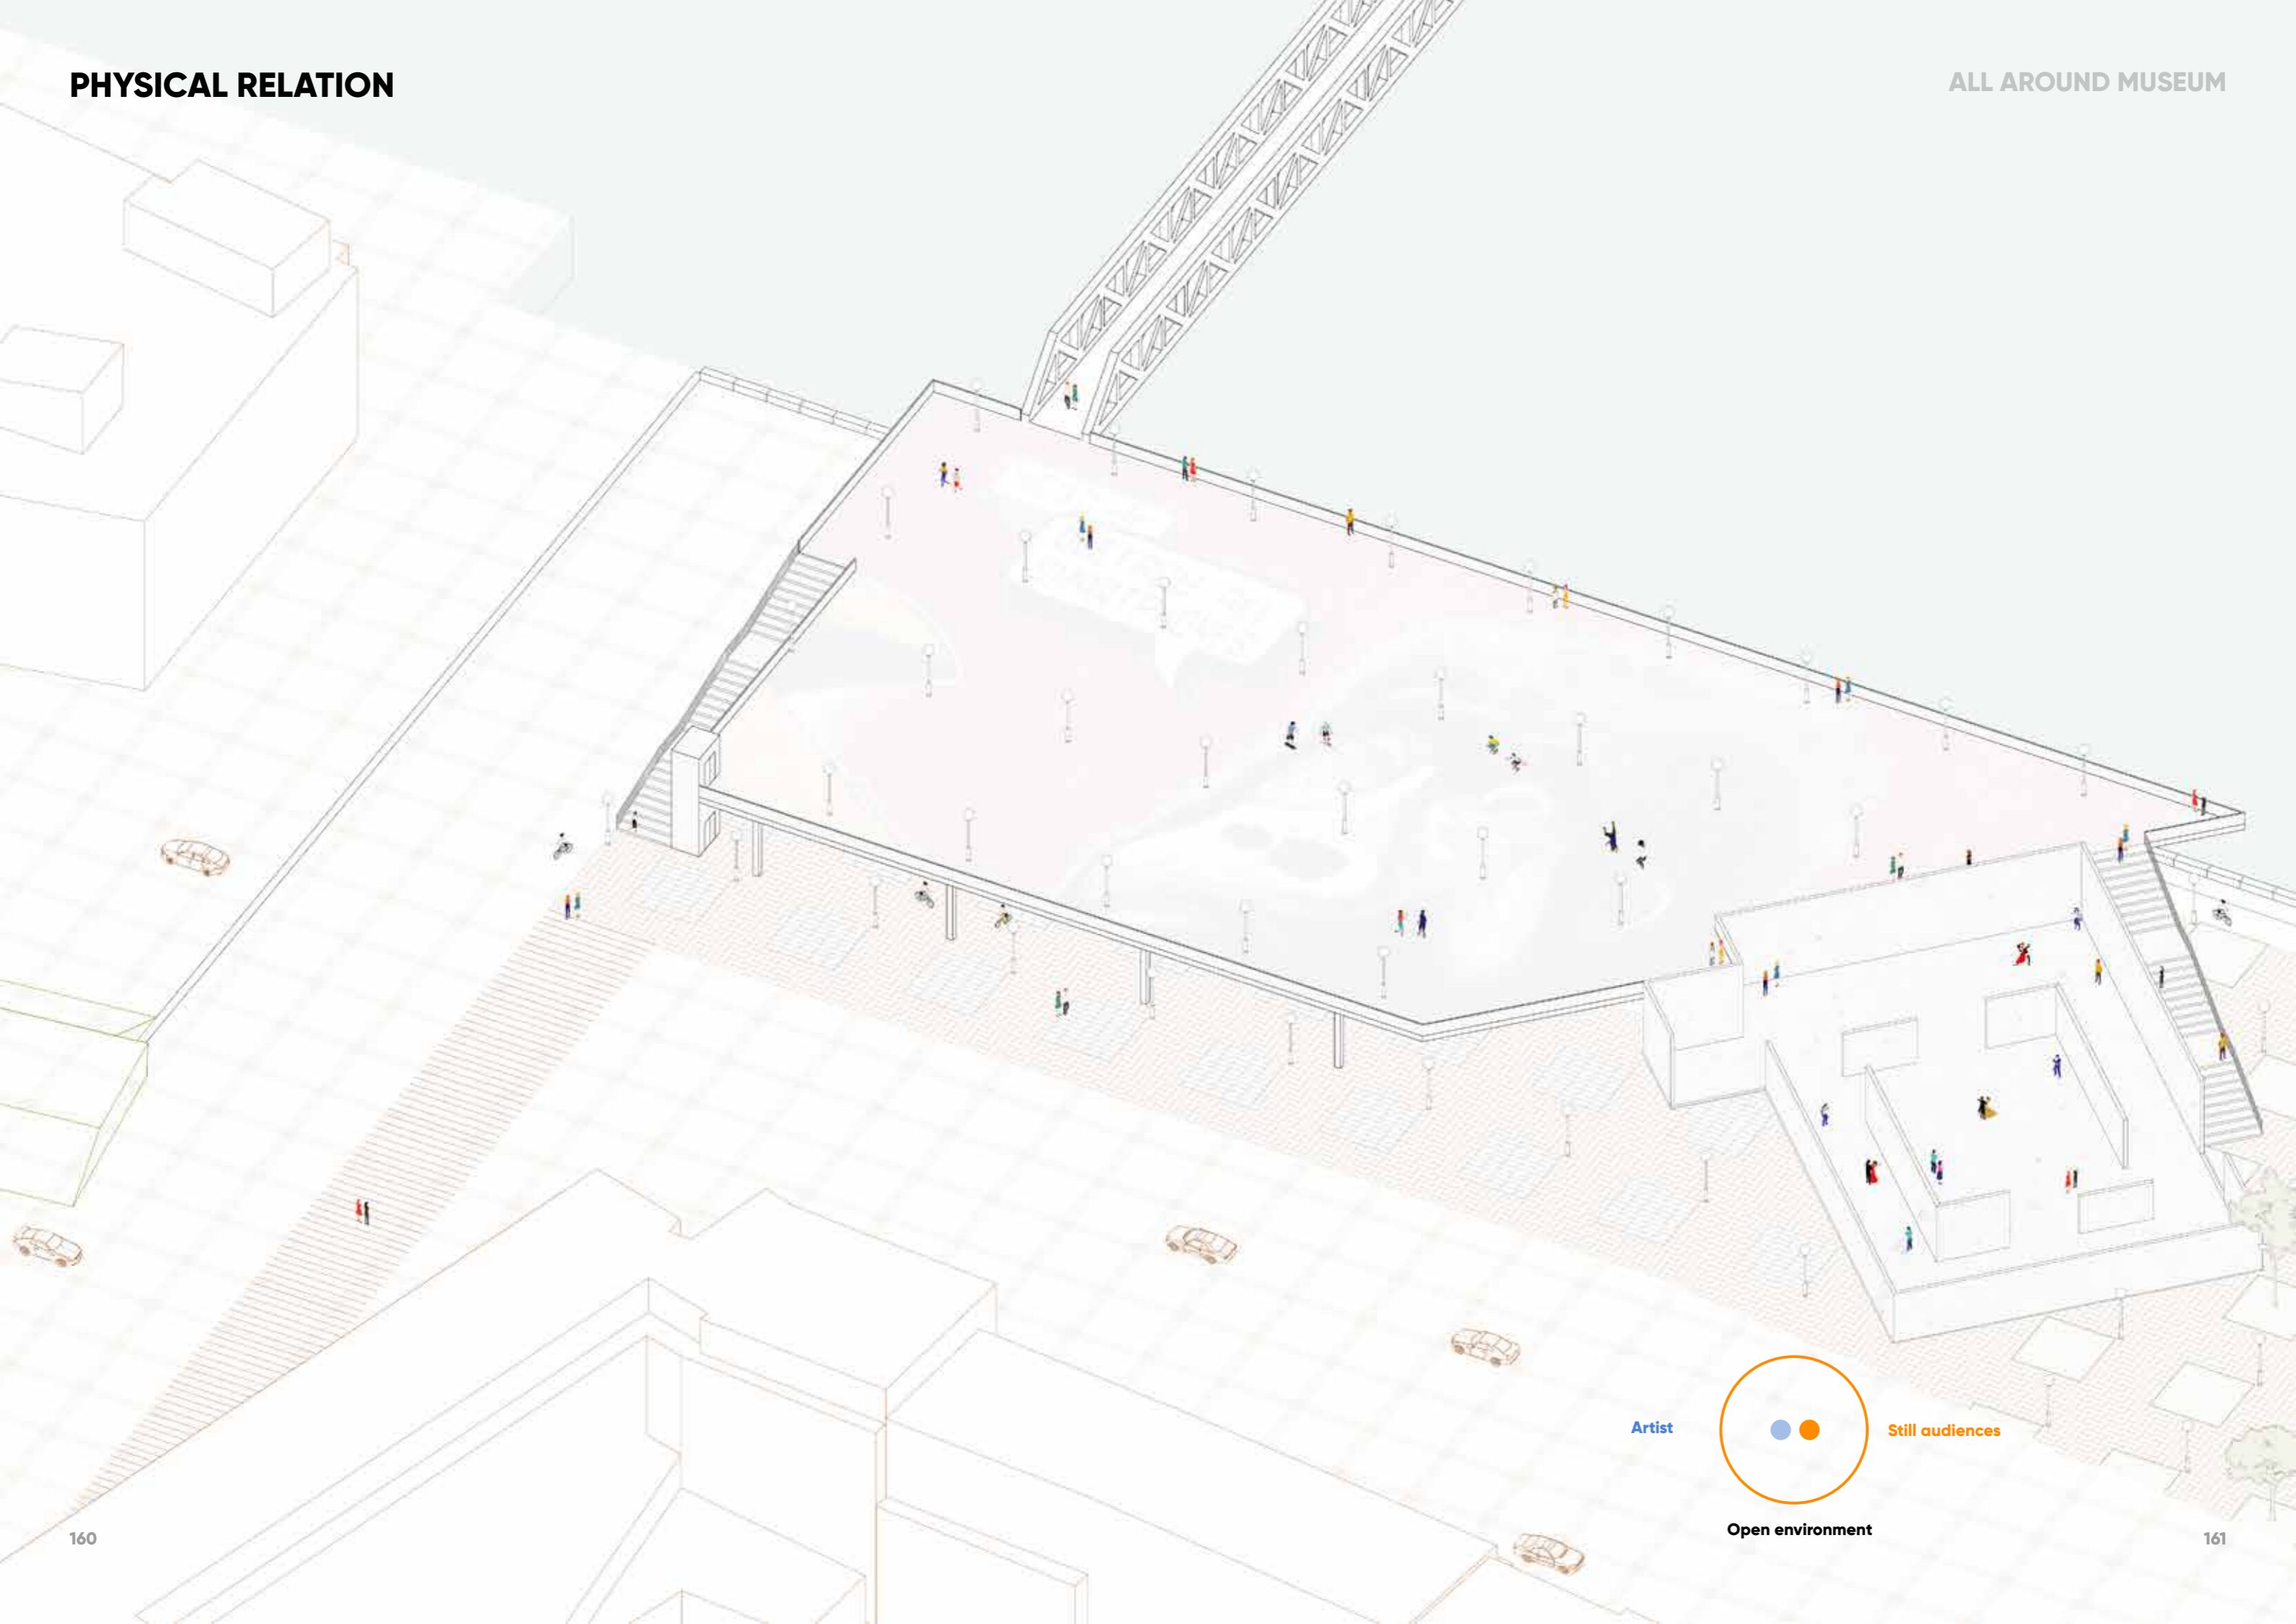 PHYSICAL RELATION
ALL AROUND MUSEUM
Artist
Still audiences
Open environment
160
161